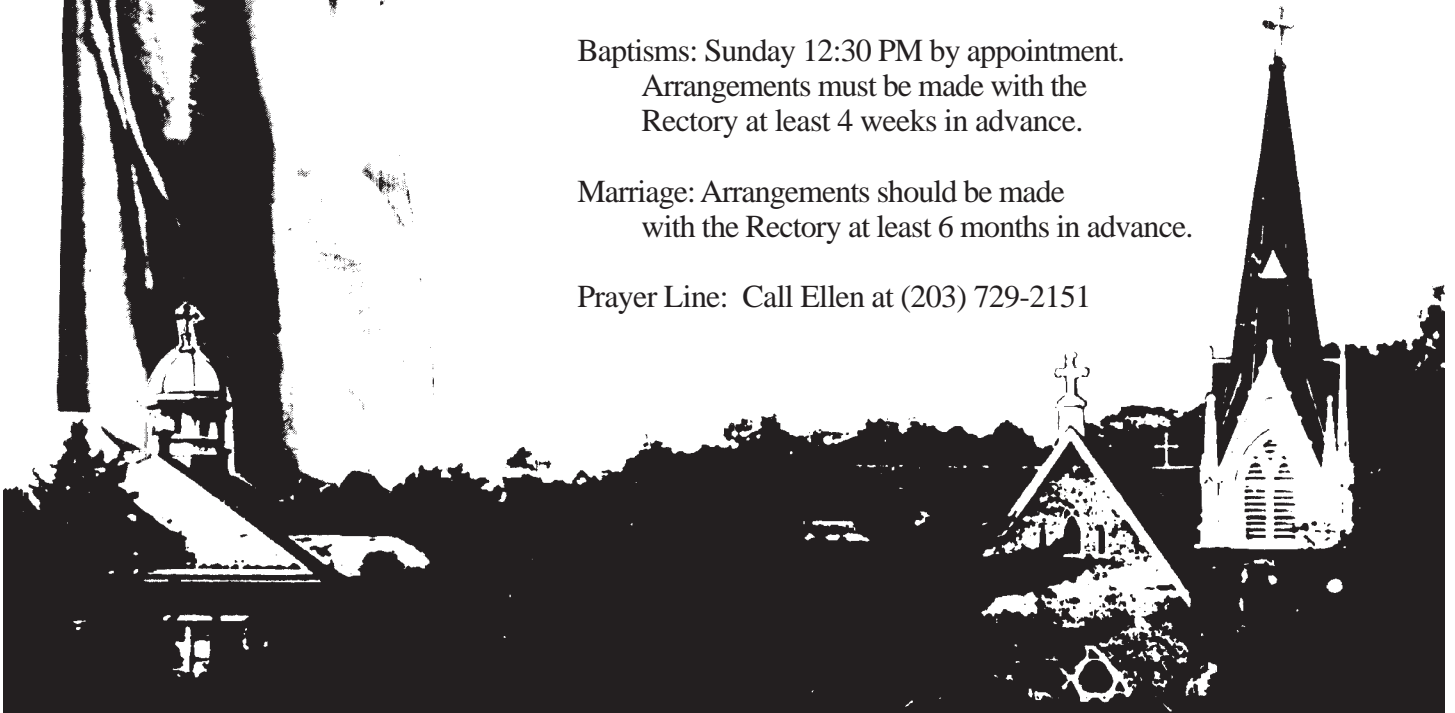 Baptisms: Sunday 12:30 PM by appointment.
Arrangements must be made with the
Rectory at least 4 weeks in advance.
Marriage: Arrangements should be made
with the Rectory at least 6 months in advance.
Prayer Line:  Call Ellen at (203) 729-2151